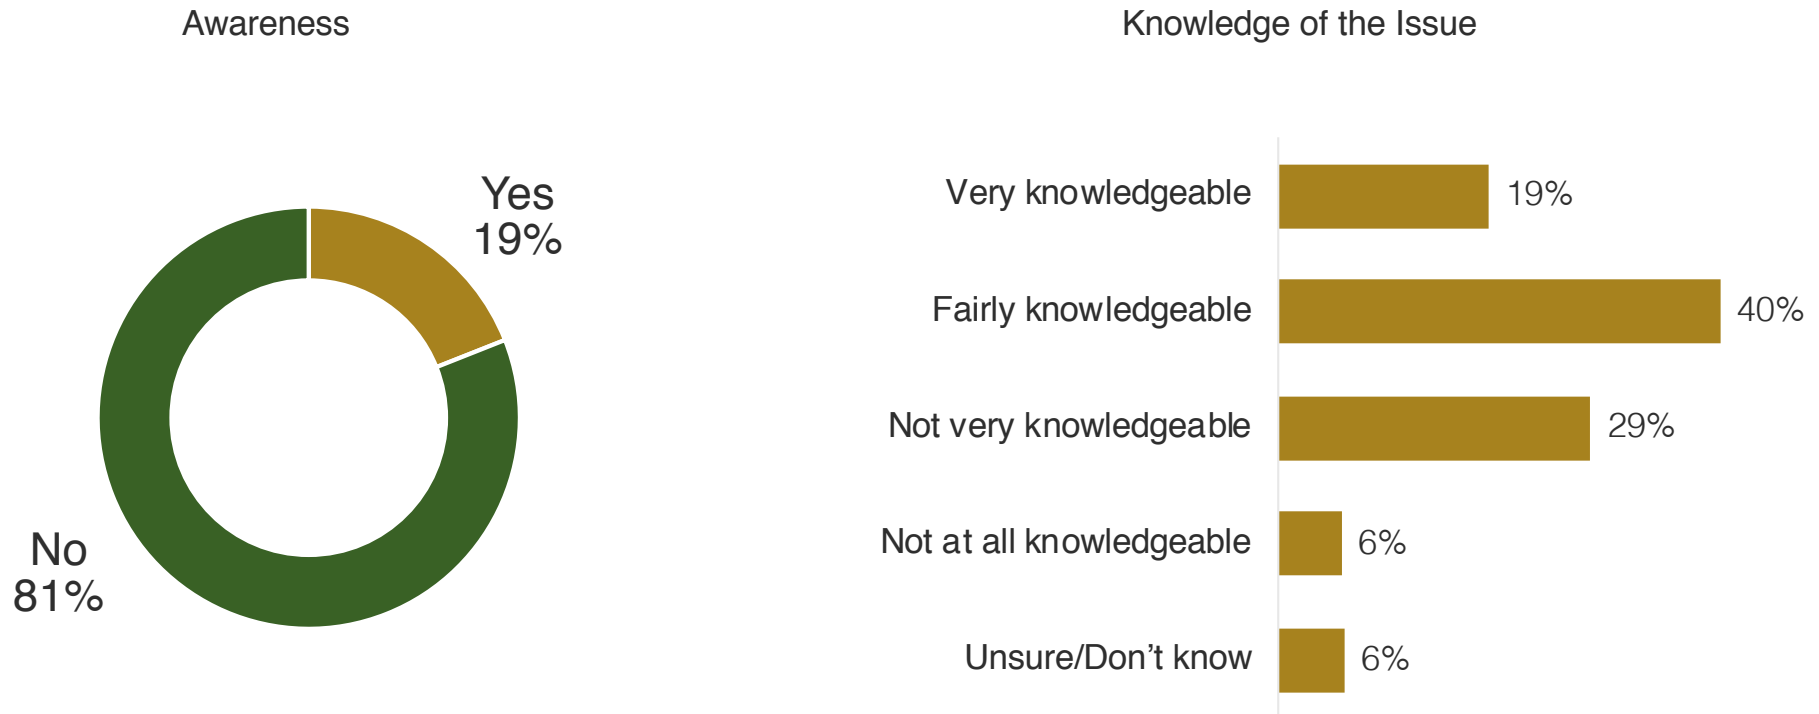 Awareness
Yes
19%
No
81%
Knowledge of the Issue
Very knowledgeable 19%
Fairly knowledgeable 40%
Not very knowledgeable 29%
Not at all knowledgeable 6%
Unsure/Don’t know 6%